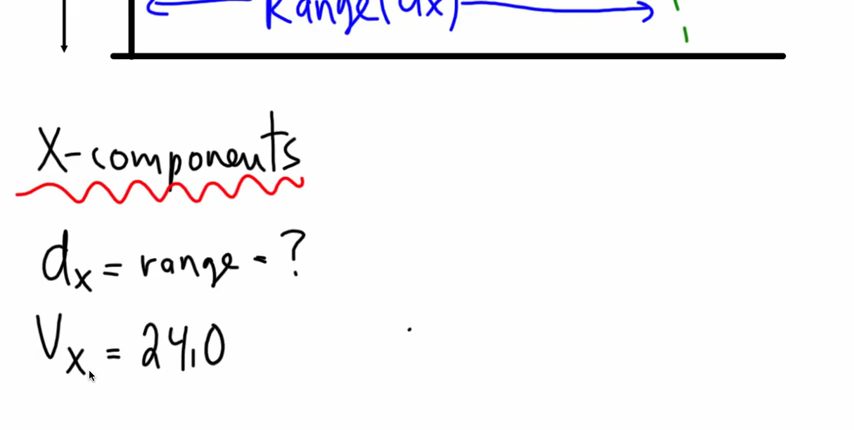 Range(dx)
X-components
dx = range = ?
Vx = 24.0